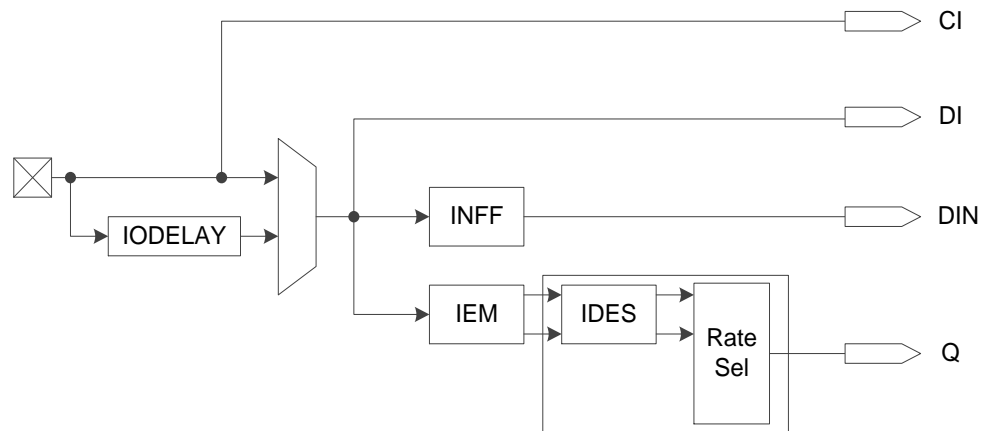 CI
DI
INFF
DIN
IODELAY
IEM
IDES
Rate
Sel
Q